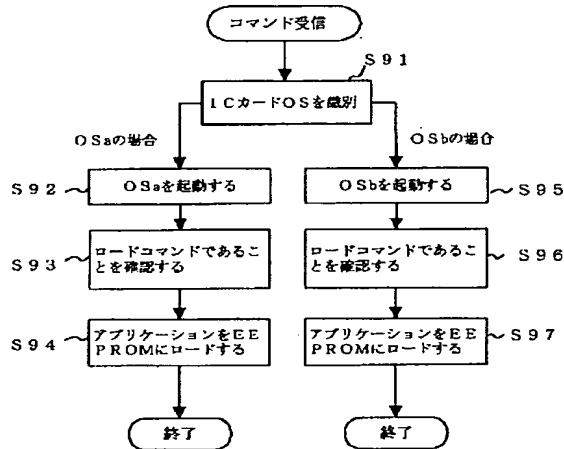 コマンド受信
S91
ICカードOSを識別
OSaの場合
OSbの場合
S92
OSaを起動する
OSbを起動する
S95
S93
ロードコマンドであるこ
とを確認する
ロードコマンドであるこ
とを確認する
S96
S94
アプリケーションをEE
PROMにロードする
アプリケーションをEE
PROMにロードする
S97
終了
終了